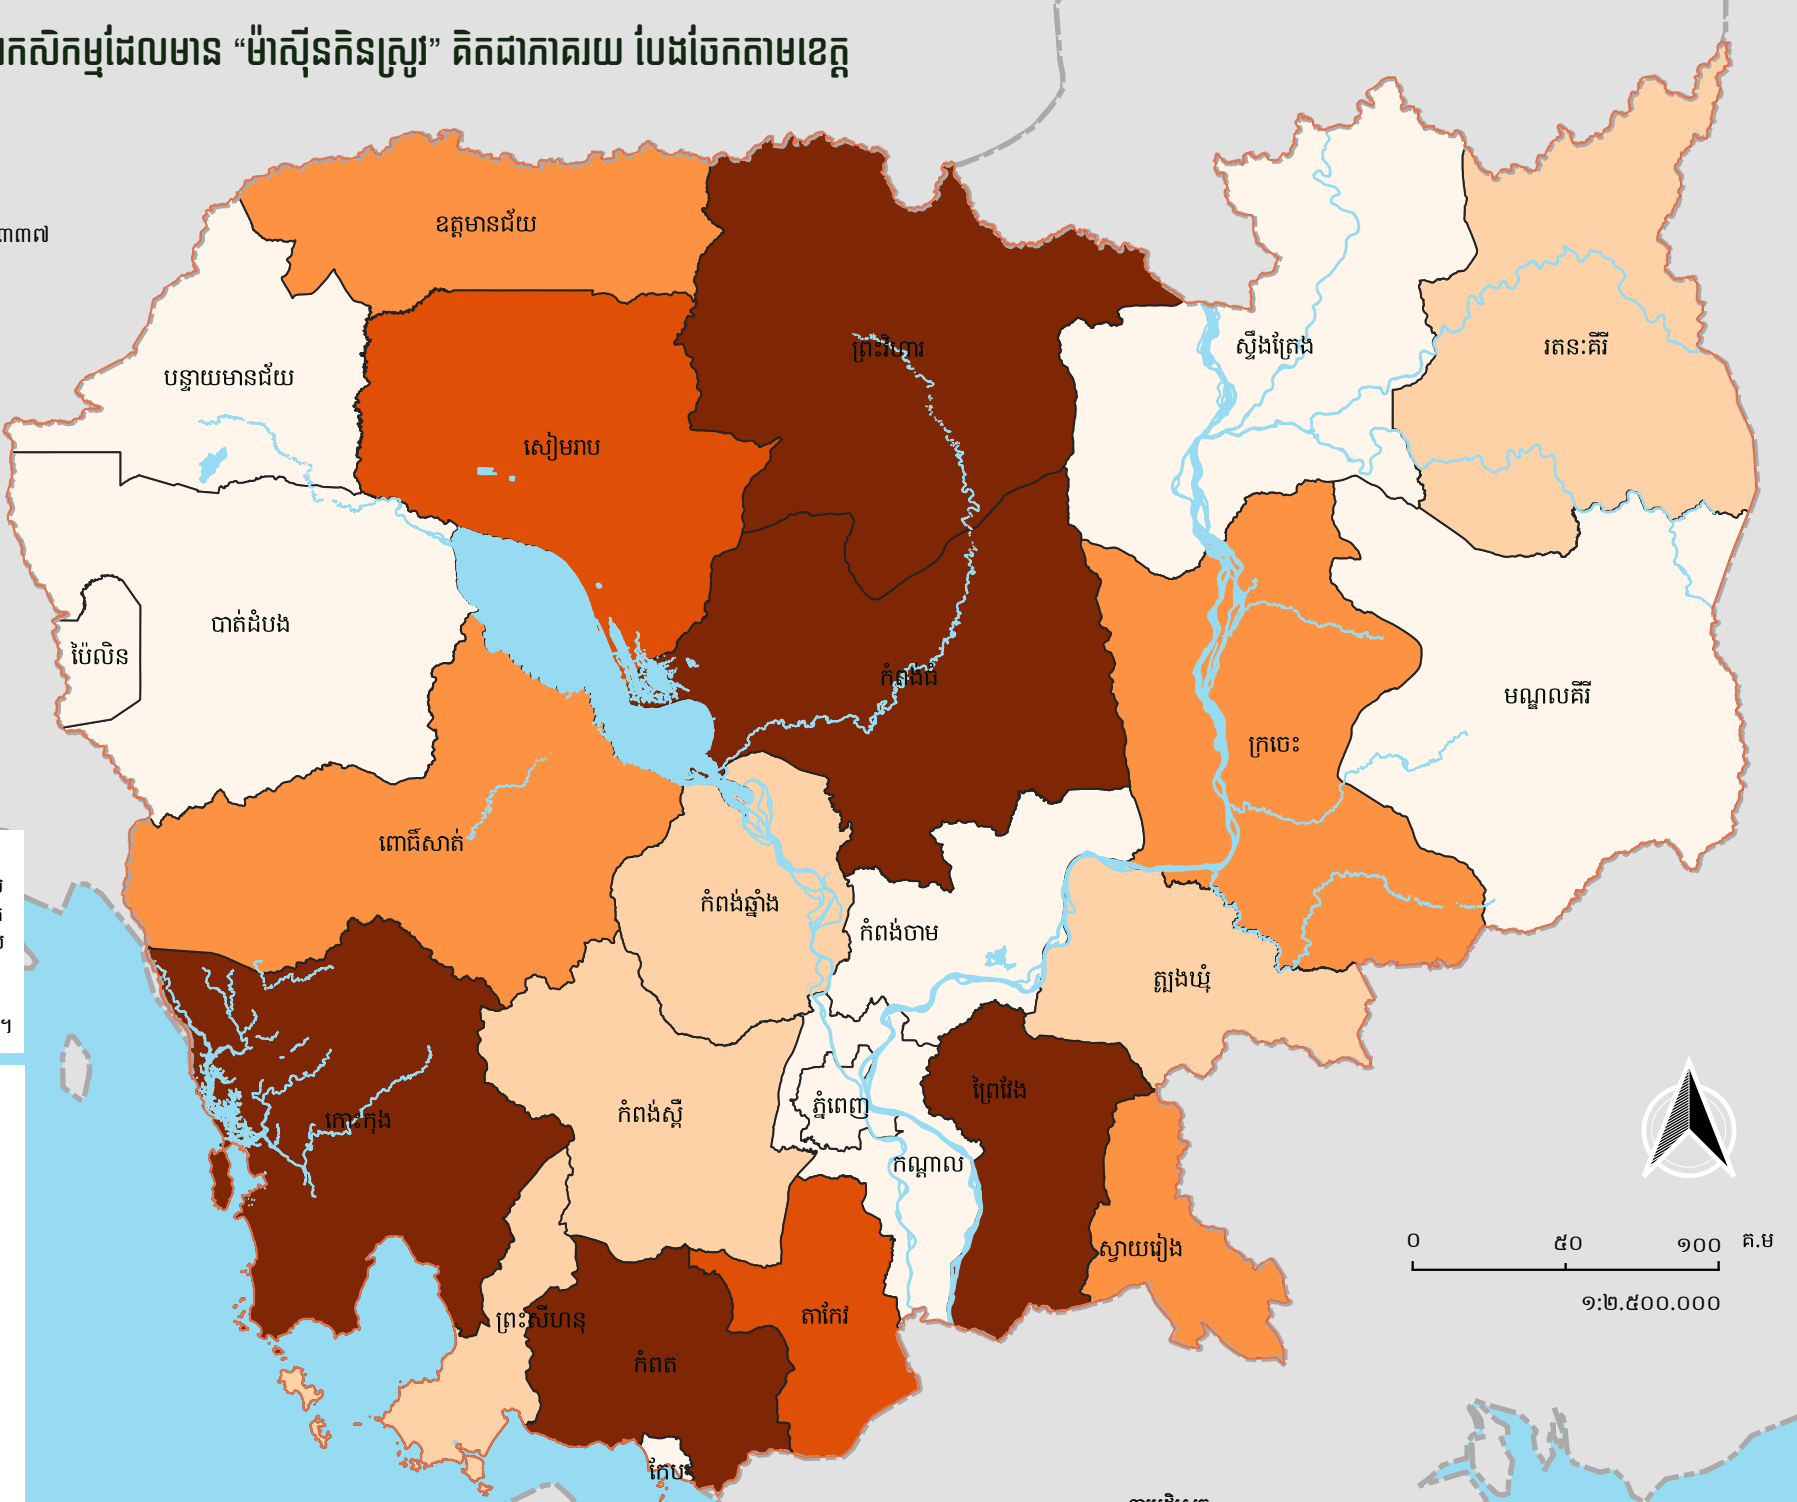 កសិកម្មដែលមាន “ម៉ាស៊ីនកិនស្រូវ” គិតជាភាគរយ បែងចែកតាមខេត្ត
៣៣៧
ឧត្តមានជ័យ
ព្រះវិហារ
ស្ទឹងត្រែង
រតនៈគីរី
បន្ទាយមានជ័យ
សៀមរាប
បាត់ដំបង
ប៉ៃលិន
កំពង់ធំ
មណ្ឌលគីរី
ក្រចេះ
ពោធិ៍សាត់
កំពង់ឆ្នាំង
កំពង់ចាម
ត្បូងឃ្មុំ
ព្រៃវែង
ភ្នំពេញ
កំពង់ស្ពឺ
កោះកុង
កណ្តាល
ស្វាយរៀង
០ ៥០ ១០០ គ.ម
១:២.៥០០.០០០
ព្រះសីហនុ
តាកែវ
កំពត
កែប